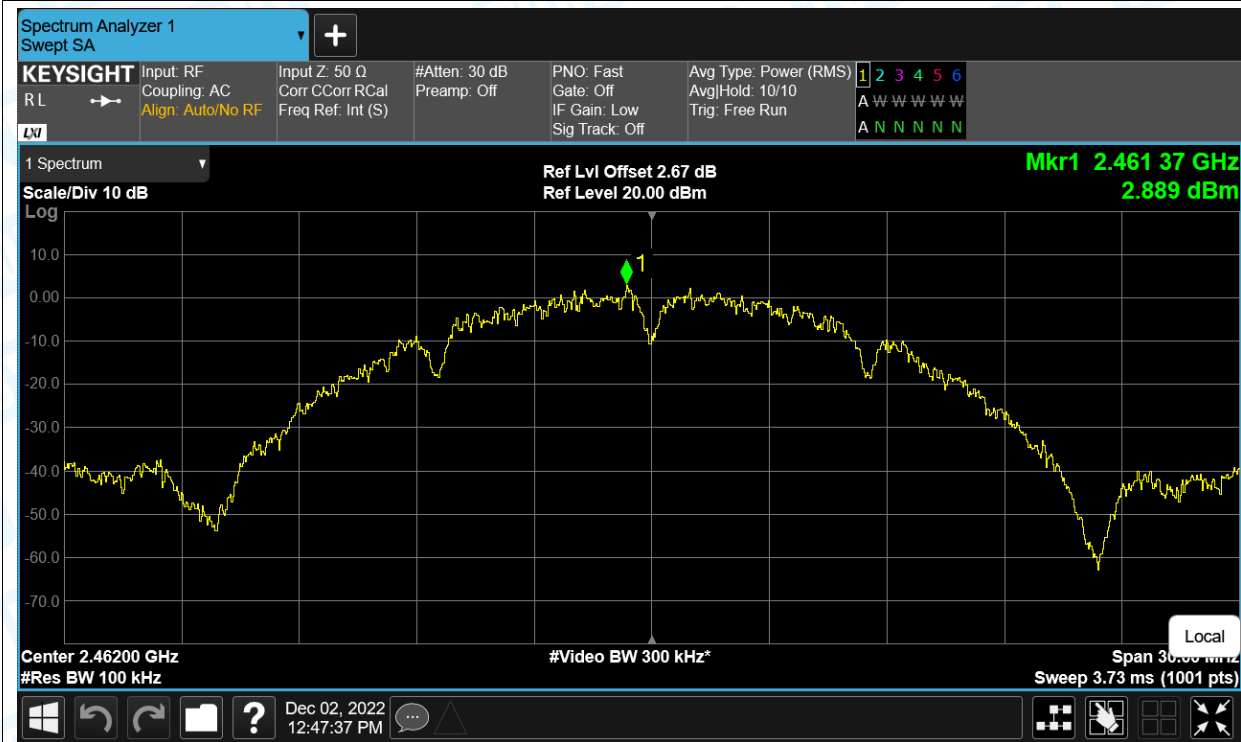 Spectrum Analyzer 1
Swept SA
KEYSIGHT
R L
LXI
Input: RF
Coupling: AC
Align: Auto/No RF
Input Z: 50 Ω
Corr CCorr RCal
Freq Ref: Int (S)
#Atten: 30 dB
Preamp: Off
PNO: Fast
Gate: Off
IF Gain: Low
Sig Track: Off
Avg Type: Power (RMS)
Avg|Hold: 10/10
Trig: Free Run
1 2 3 4 5 6
A W W W W W
A N N N N N
1 Spectrum
Scale/Div 10 dB
Log
Ref Lvl Offset 2.67 dB
Ref Level 20.00 dBm
Mkr1 2.461 37 GHz
2.889 dBm
1
10.0
0.00
-10.0
-20.0
-30.0
-40.0
-50.0
-60.0
-70.0
Local
Center 2.46200 GHz
#Video BW 300 kHz*
Span 30.00 MHz
#Res BW 100 kHz
Sweep 3.73 ms (1001 pts)
?
Dec 02, 2022
12:47:37 PM